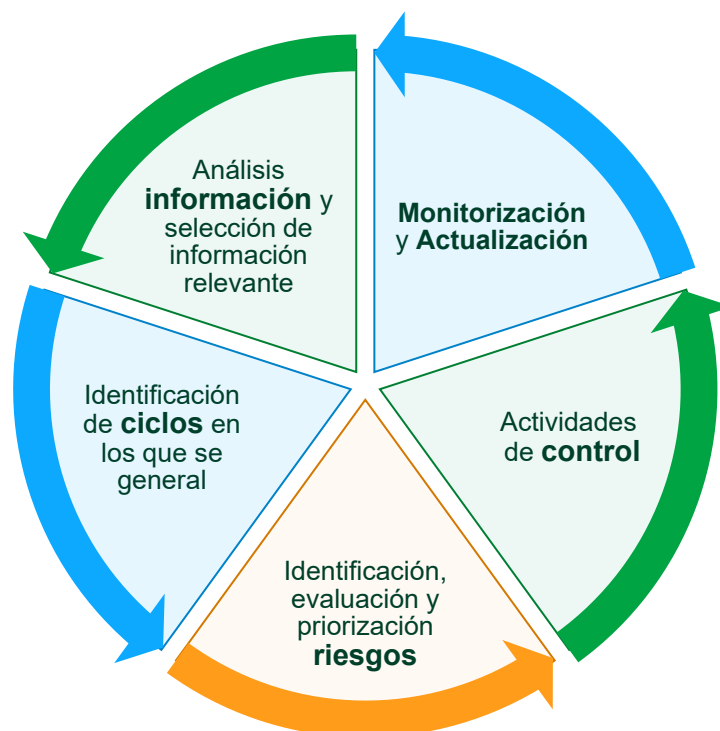 Análisis
información y
selección de
información
relevante
Monitorización
y Actualización
Identificación
de ciclos en
los que se
general
Actividades
de control
Identificación,
evaluación y
priorización
riesgos